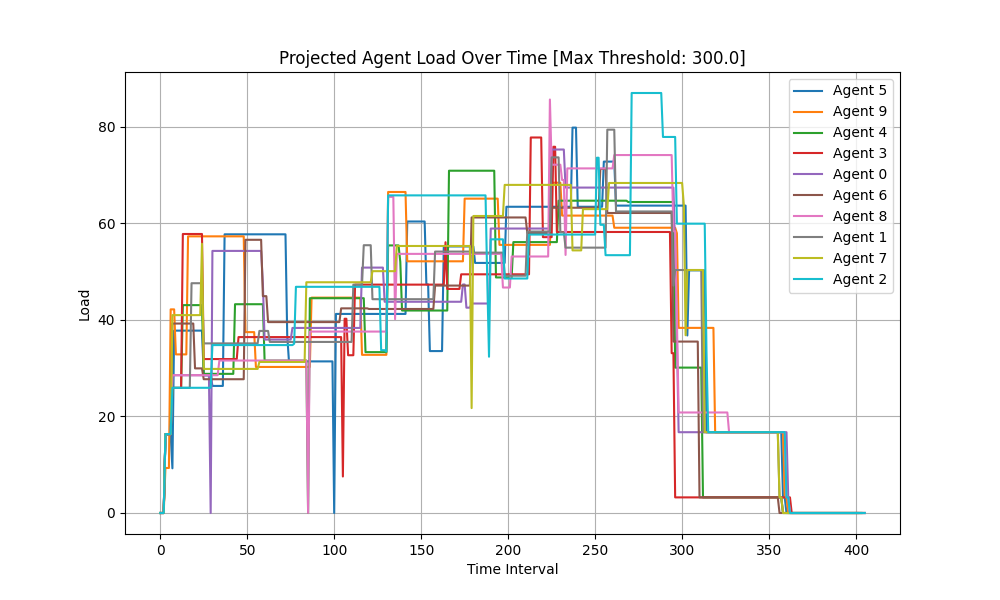 Projected Agent Load Over Time [Max Threshold: 300.0]
Load
80
60
40
20
0
0 50 100 150 200 250 300 350 400
Time Interval
Agent 5
Agent 9
Agent 4
Agent 3
Agent 0
Agent 6
Agent 8
Agent 1
Agent 7
Agent 2